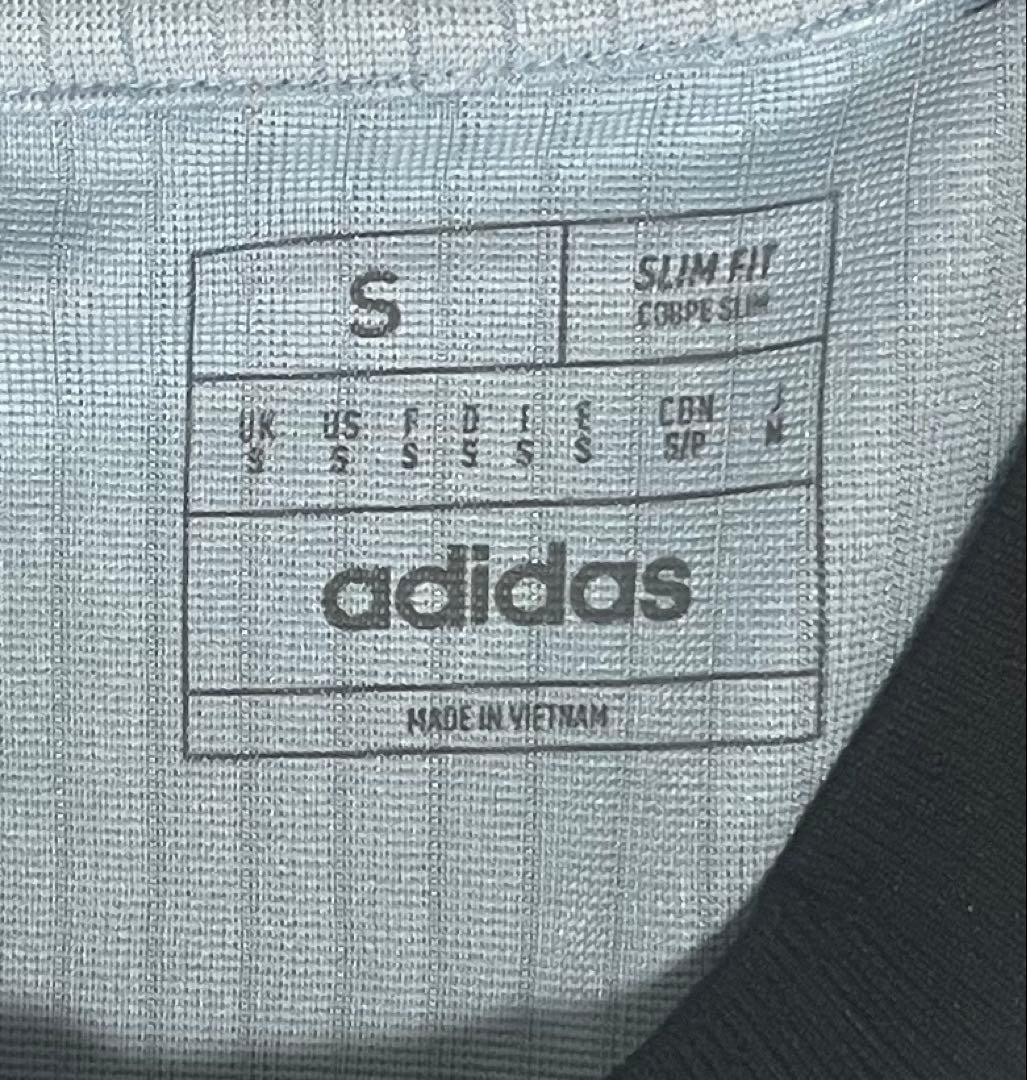 S
SLIM FIT
COUPE SLIM
UK US F D I E CDN J
S S S S S S S/P M
adidas
MADE IN VIETNAM